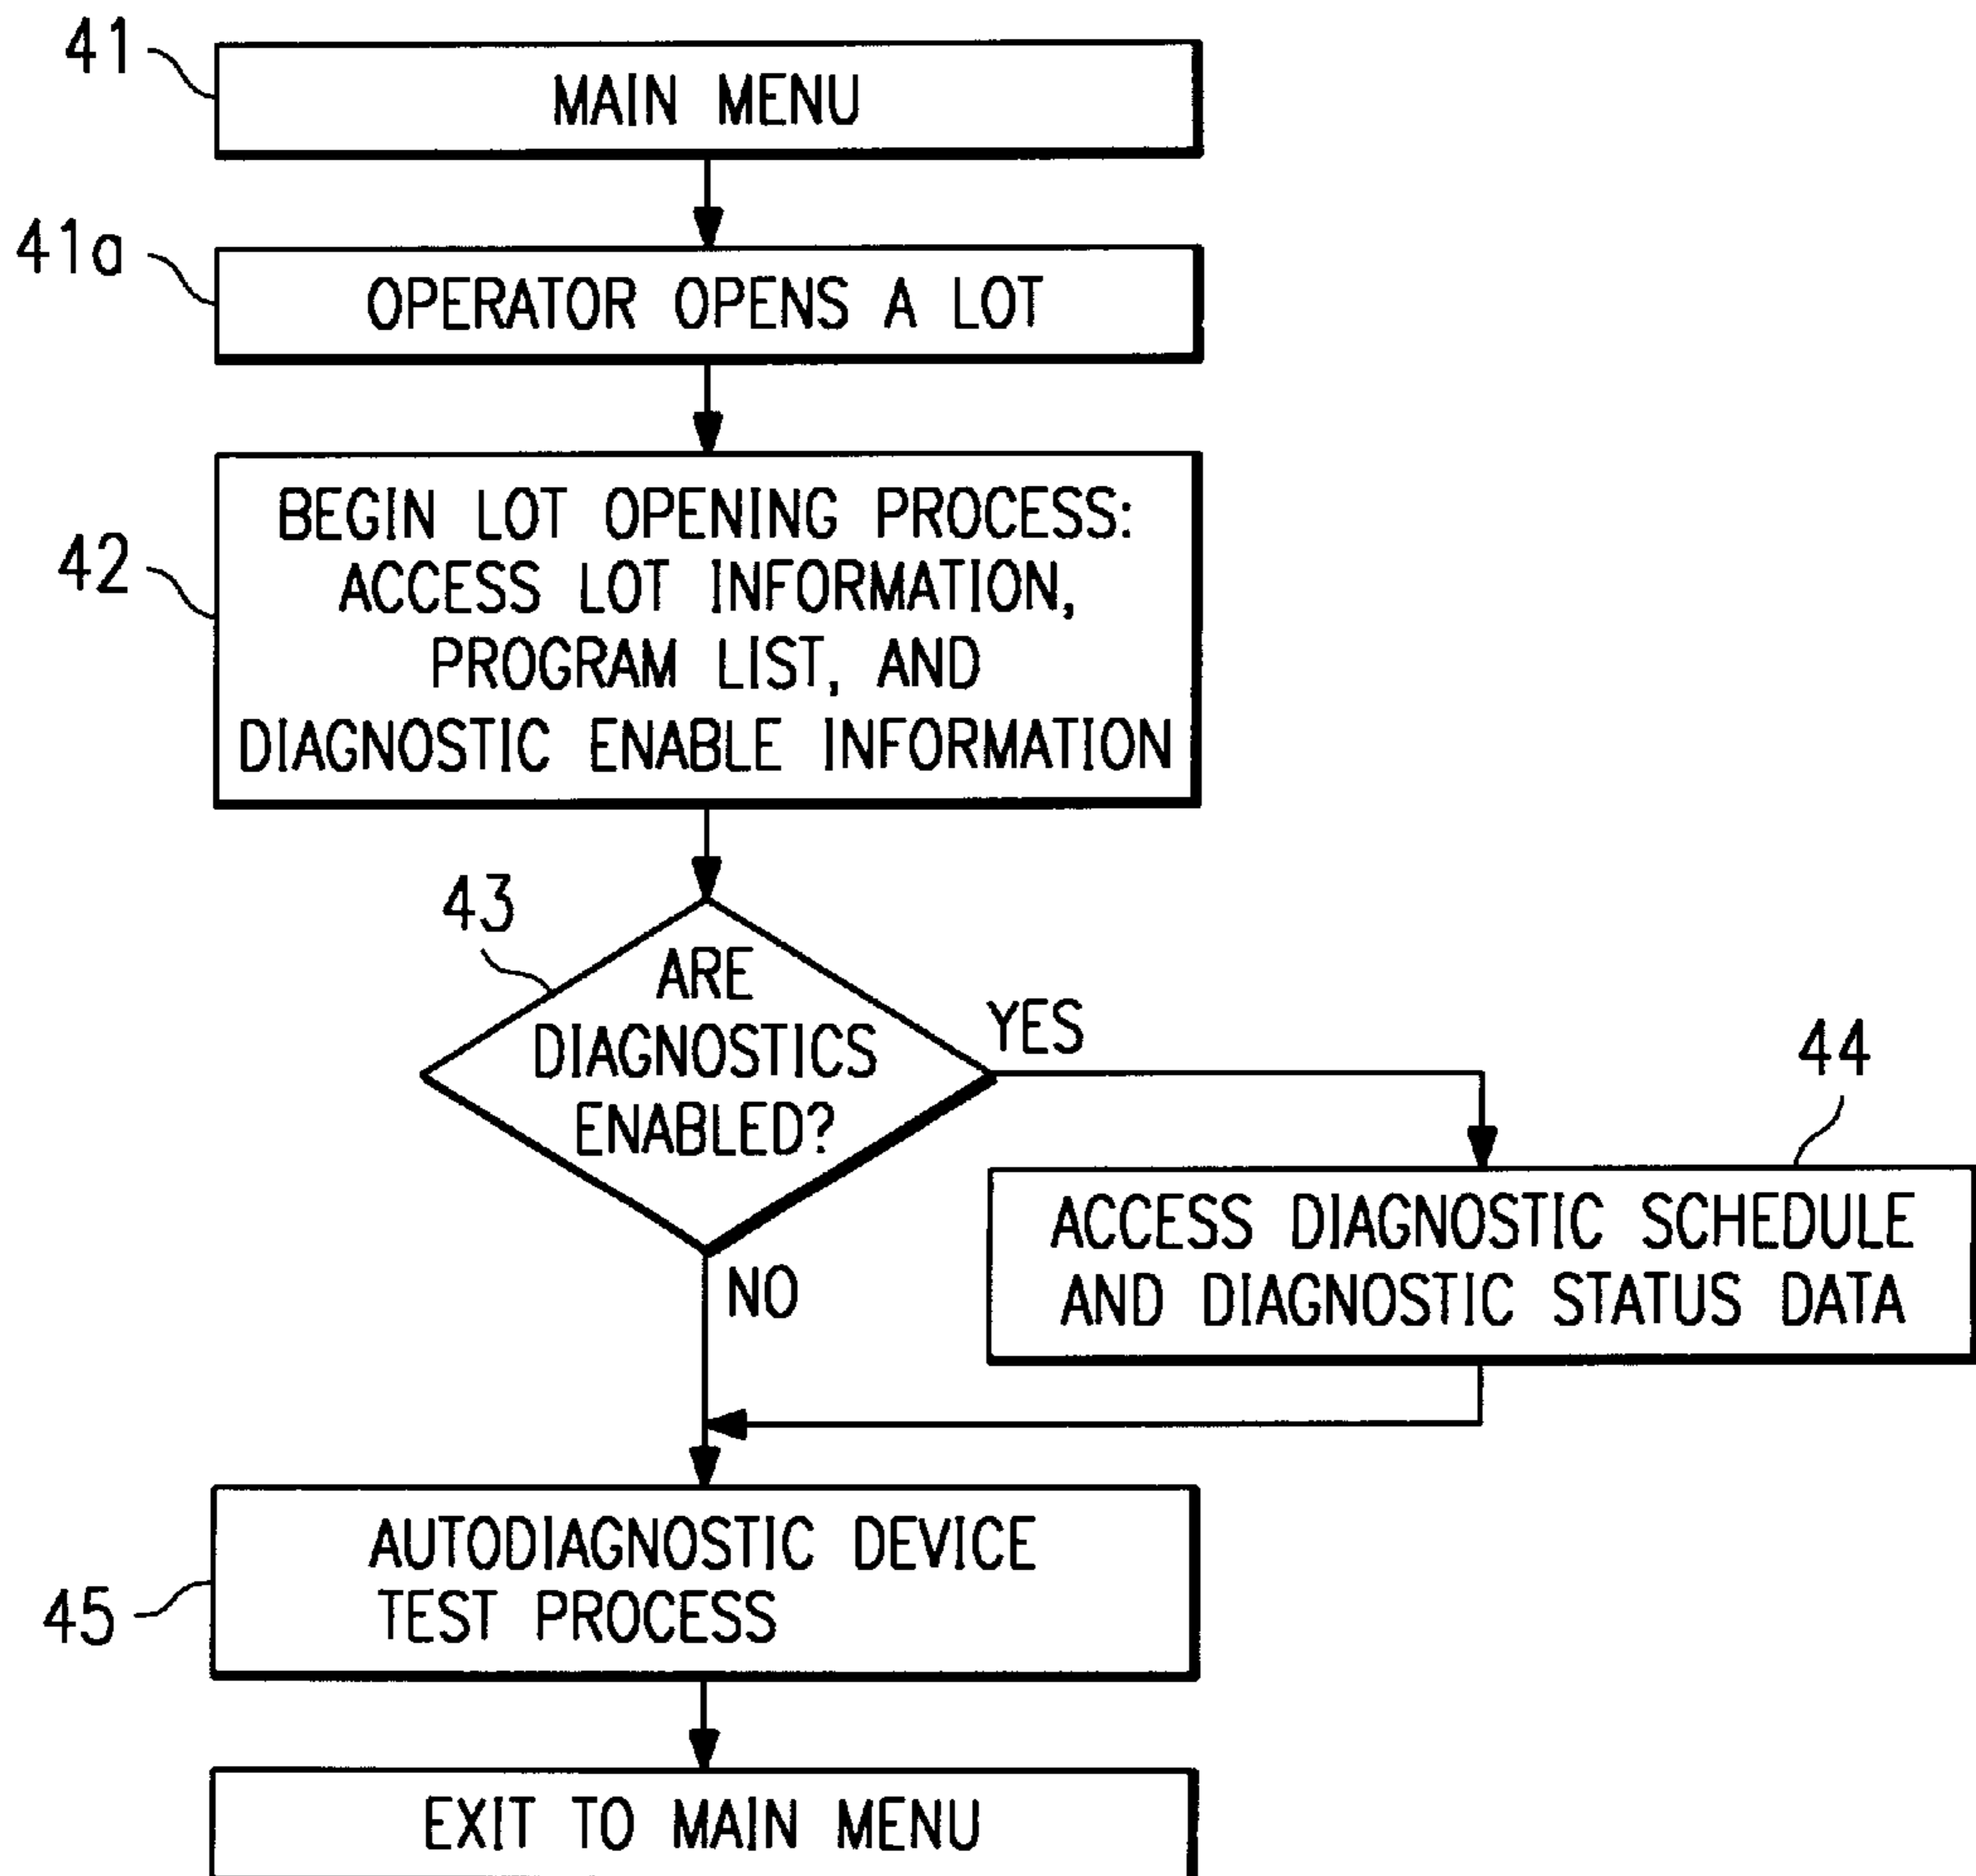 41
MAIN MENU
41a
OPERATOR OPENS A LOT
42
BEGIN LOT OPENING PROCESS:
ACCESS LOT INFORMATION,
PROGRAM LIST, AND
DIAGNOSTIC ENABLE INFORMATION
43
ARE
DIAGNOSTICS
ENABLED?
YES
NO
44
ACCESS DIAGNOSTIC SCHEDULE
AND DIAGNOSTIC STATUS DATA
45
AUTODIAGNOSTIC DEVICE
TEST PROCESS
EXIT TO MAIN MENU